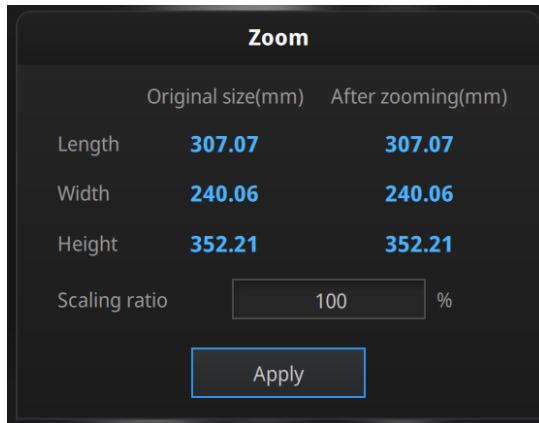 Zoom
Original size(mm) After zooming(mm)
Length 307.07 307.07
Width 240.06 240.06
Height 352.21 352.21
Scaling ratio 100 %
Apply